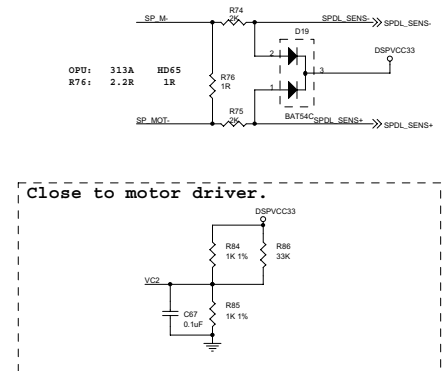 R74
SP_M-
2K
SPDL_SENS-
SPDL_SENS-
D19
DSPVCC33
2
3
OPU: 313A HD65
R76: 2.2R 1R
R76
1R
1
R75
BAT54C
SP_MOT-
2K
SPDL_SENS+
SPDL_SENS+
Close to motor driver.
DSPVCC33
R84
1K 1%
R86
33K
VC2
C67
0.1uF
R85
1K 1%